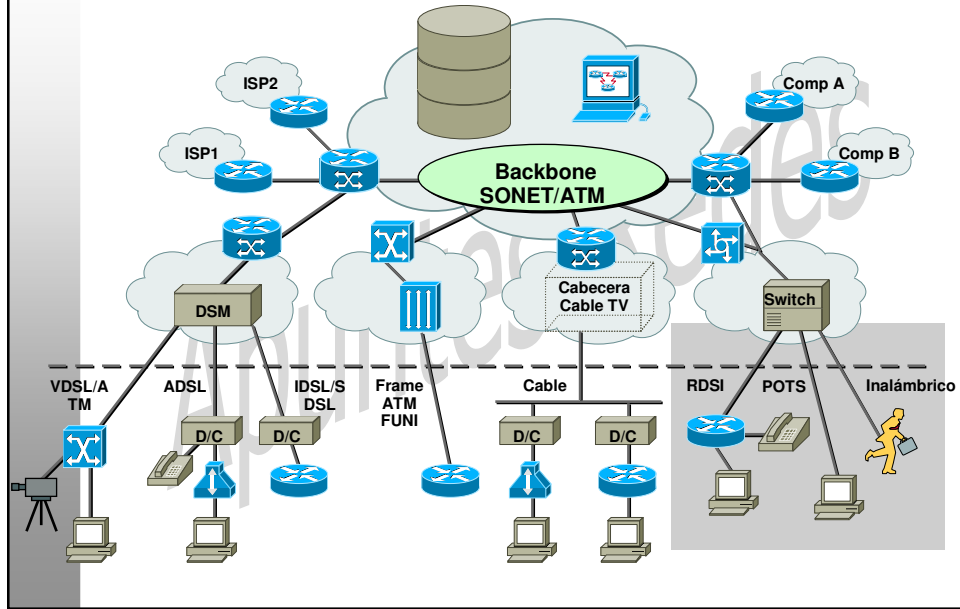 ISP2
Comp A
ISP1
Comp B
Backbone
SONET/ATM
Cabecera
Cable TV
DSM
Switch
VDSL/A
TM
ADSL
IDSL/S
DSL
Frame
ATM
FUNI
Cable
RDSI
POTS
Inalámbrico
D/C
D/C
D/C
D/C
Apuntes Redes